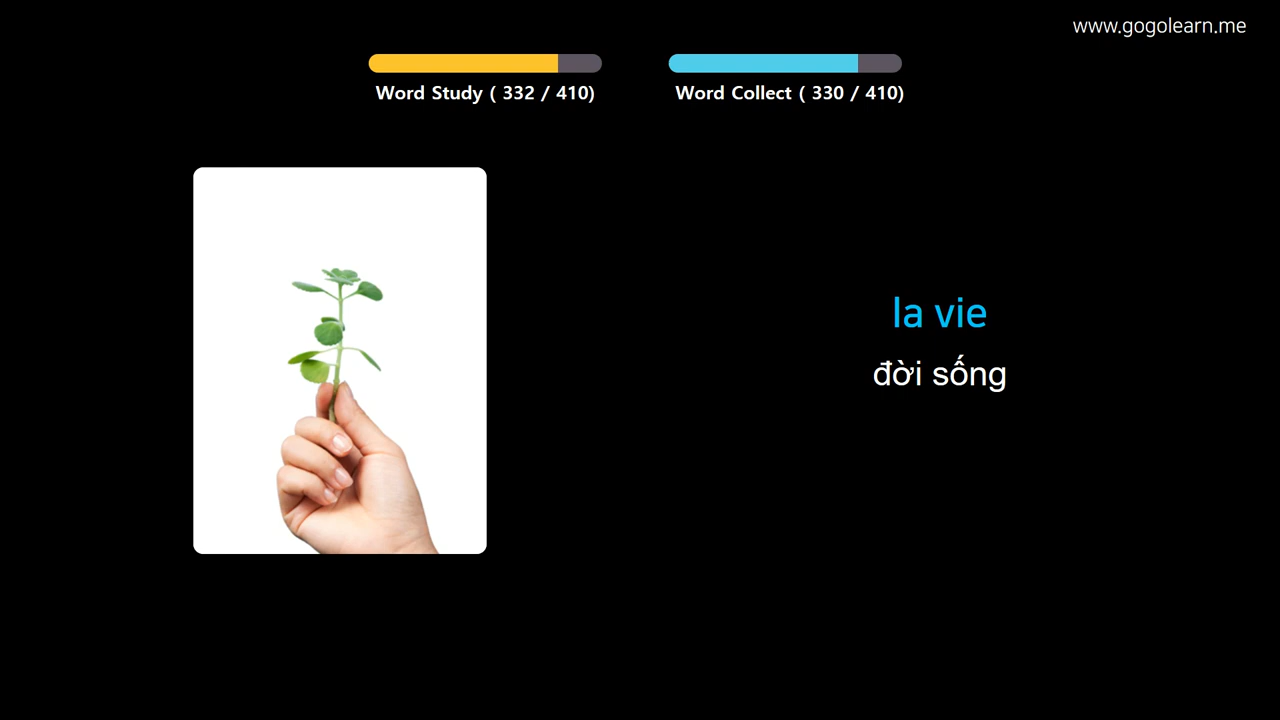 www.gogolearn.me
Word Study ( 332 / 410)
Word Collect ( 330 / 410)
la vie
đời sống